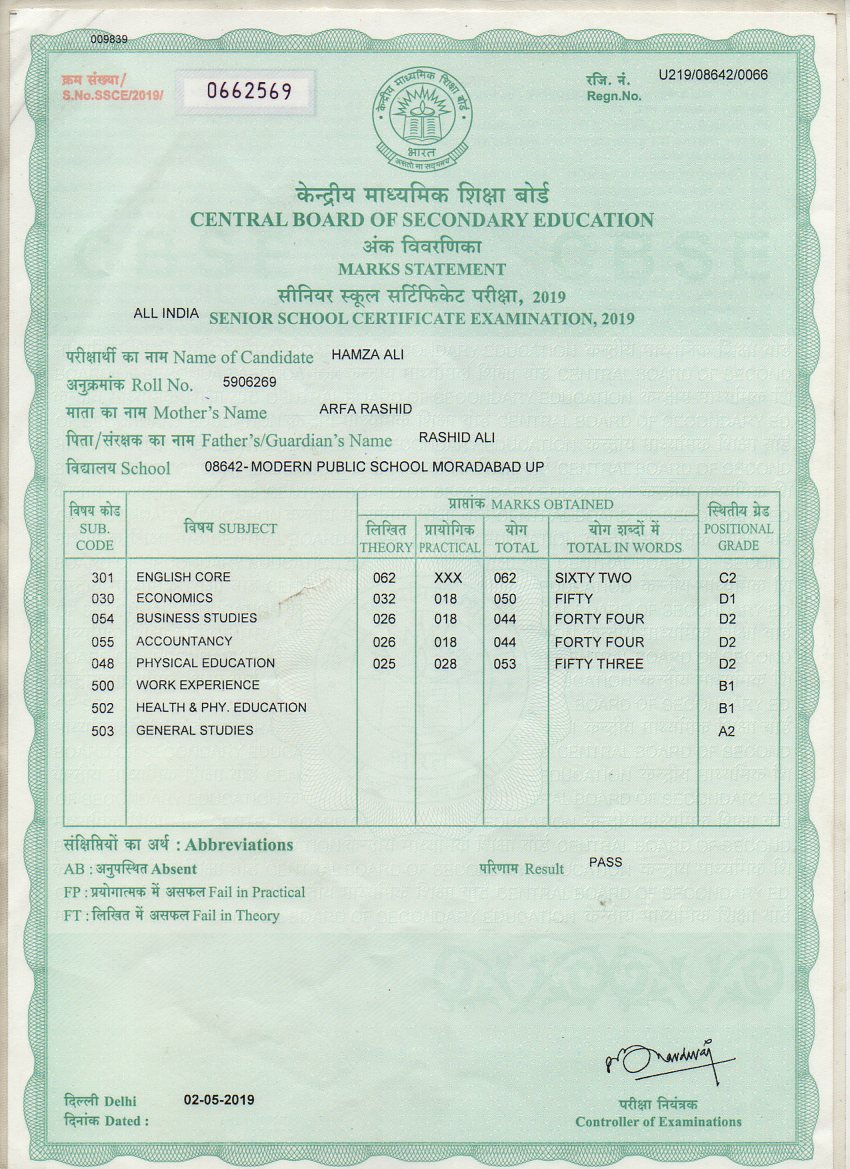 009839
क्रम संख्या/
S.No.SSCE/2019/ 0662569
रजि. नं. U219/08642/0066
Regn.No.
केन्द्रीय माध्यमिक शिक्षा बोर्ड
भारत
असतो मा सद्गमय
केन्द्रीय माध्यमिक शिक्षा बोर्ड
CENTRAL BOARD OF SECONDARY EDUCATION
अंक विवरणिका
MARKS STATEMENT
सीनियर स्कूल सर्टिफिकेट परीक्षा, 2019
ALL INDIA SENIOR SCHOOL CERTIFICATE EXAMINATION, 2019
परीक्षार्थी का नाम Name of Candidate HAMZA ALI
अनुक्रमांक Roll No. 5906269
माता का नाम Mother's Name ARFA RASHID
पिता/संरक्षक का नाम Father's/Guardian's Name RASHID ALI
विद्यालय School 08642-MODERN PUBLIC SCHOOL MORADABAD UP
विषय कोड SUB. CODE
विषय SUBJECT
प्राप्तांक MARKS OBTAINED
लिखित THEORY
प्रायोगिक PRACTICAL
योग TOTAL
योग शब्दों में TOTAL IN WORDS
स्थितीय ग्रेड POSITIONAL GRADE
301 ENGLISH CORE 062 XXX 062 SIXTY TWO C2
030 ECONOMICS 032 018 050 FIFTY D1
054 BUSINESS STUDIES 026 018 044 FORTY FOUR D2
055 ACCOUNTANCY 026 018 044 FORTY FOUR D2
048 PHYSICAL EDUCATION 025 028 053 FIFTY THREE D2
500 WORK EXPERIENCE B1
502 HEALTH & PHY. EDUCATION B1
503 GENERAL STUDIES A2
संक्षिप्तियों का अर्थ : Abbreviations
AB : अनुपस्थित Absent
परिणाम Result PASS
FP : प्रयोगात्मक में असफल Fail in Practical
FT : लिखित में असफल Fail in Theory
दिल्ली Delhi 02-05-2019
दिनांक Dated :
परीक्षा नियंत्रक
Controller of Examinations